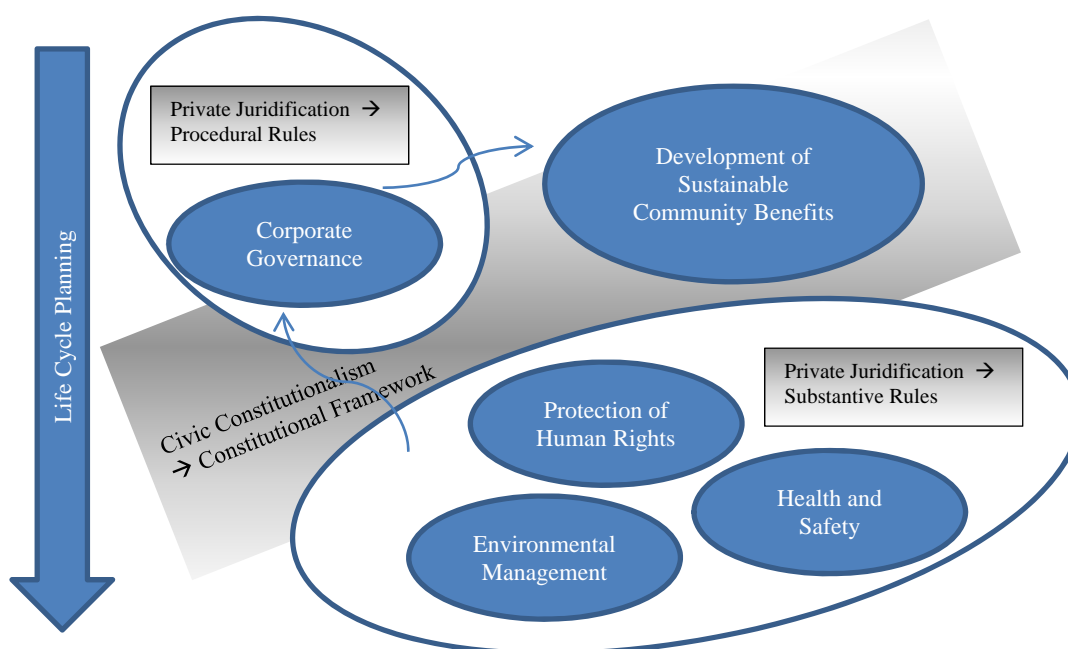 Life Cycle Planning
Private Juridification →
Procedural Rules
Corporate
Governance
Development of
Sustainable
Community Benefits
Civic Constitutionalism
→ Constitutional Framework
Private Juridification →
Substantive Rules
Protection of
Human Rights
Health and
Safety
Environmental
Management